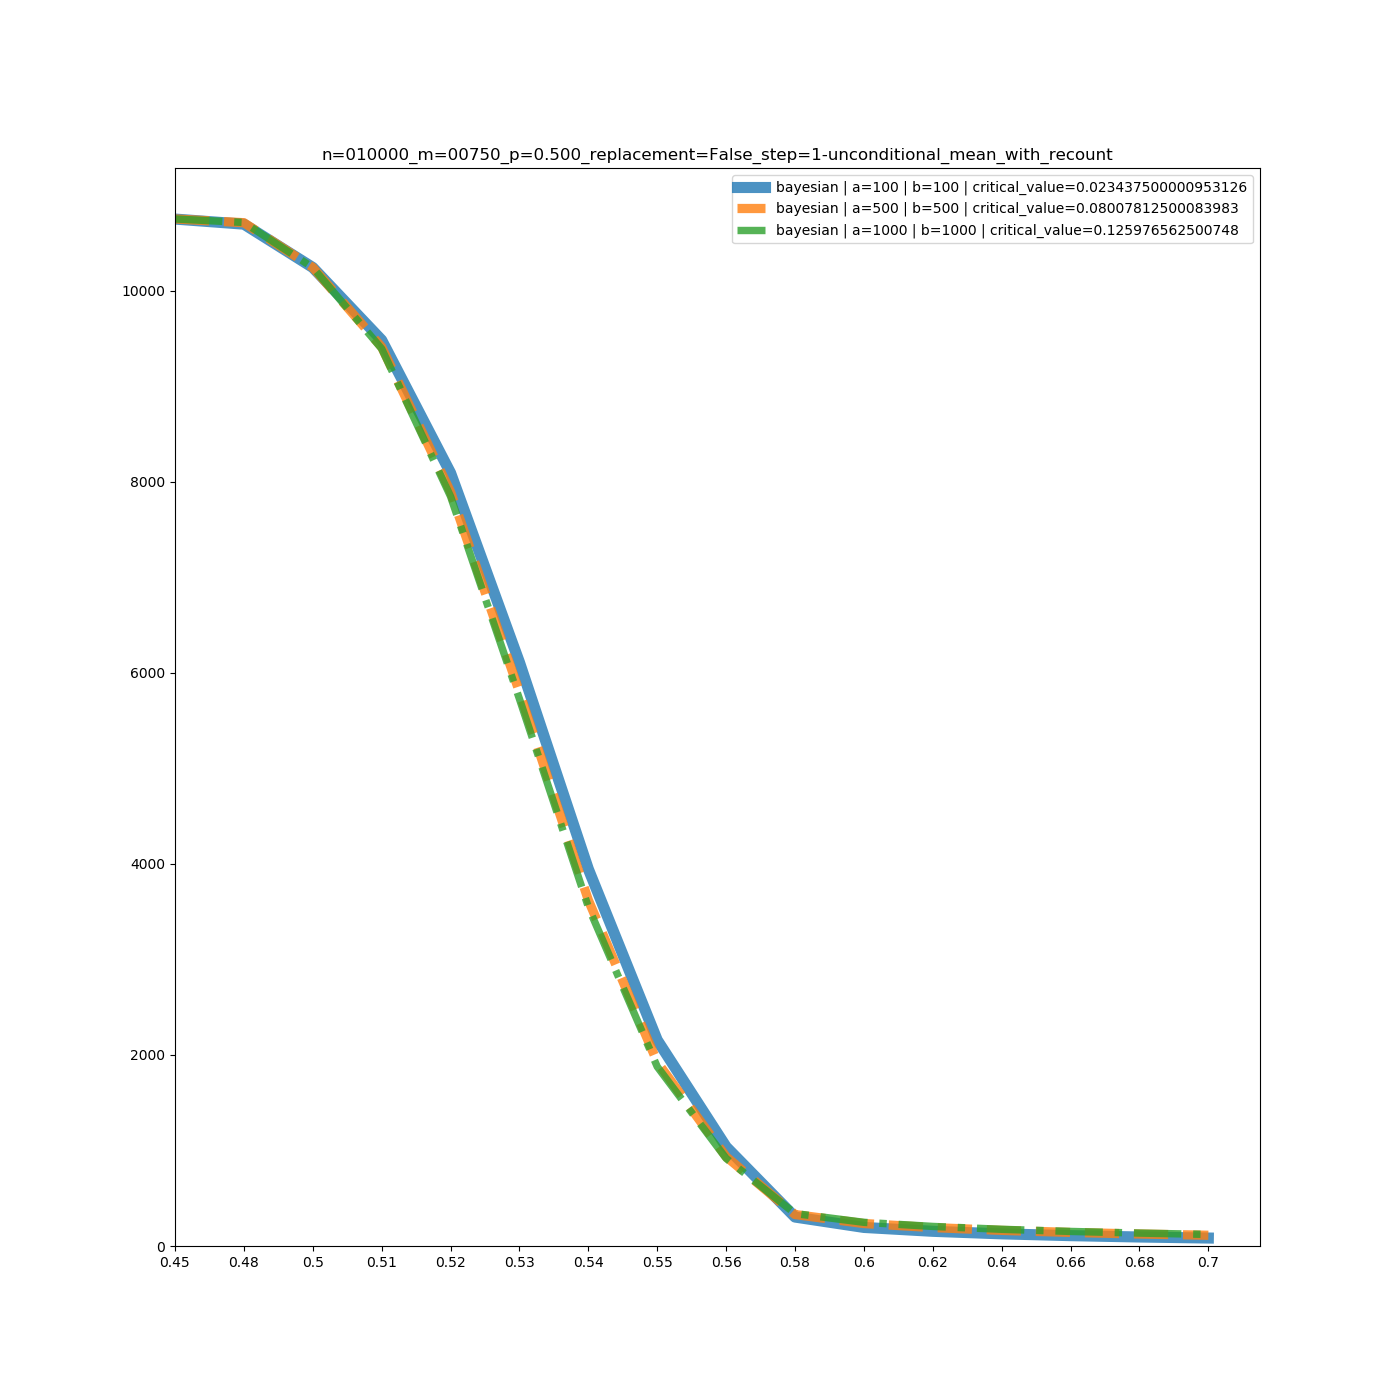 n=010000_m=00750_p=0.500_replacement=False_step=1-unconditional_mean_with_recount
bayesian | a=100 | b=100 | critical_value=0.023437500000953126
bayesian | a=500 | b=500 | critical_value=0.08007812500083983
bayesian | a=1000 | b=1000 | critical_value=0.125976562500748
10000
8000
6000
4000
2000
0
0.45 0.48 0.5 0.51 0.52 0.53 0.54 0.55 0.56 0.58 0.6 0.62 0.64 0.66 0.68 0.7